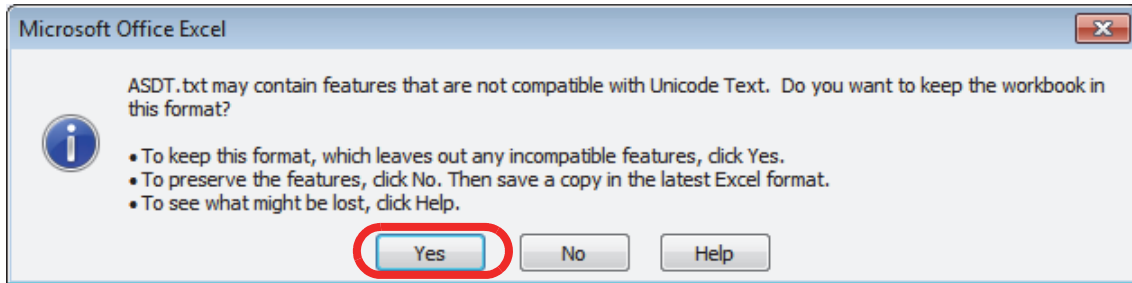 Microsoft Office Excel
ASDT.txt may contain features that are not compatible with Unicode Text.  Do you want to keep the workbook in
this format?
• To keep this format, which leaves out any incompatible features, click Yes.
• To preserve the features, click No. Then save a copy in the latest Excel format.
• To see what might be lost, click Help.
Yes No Help